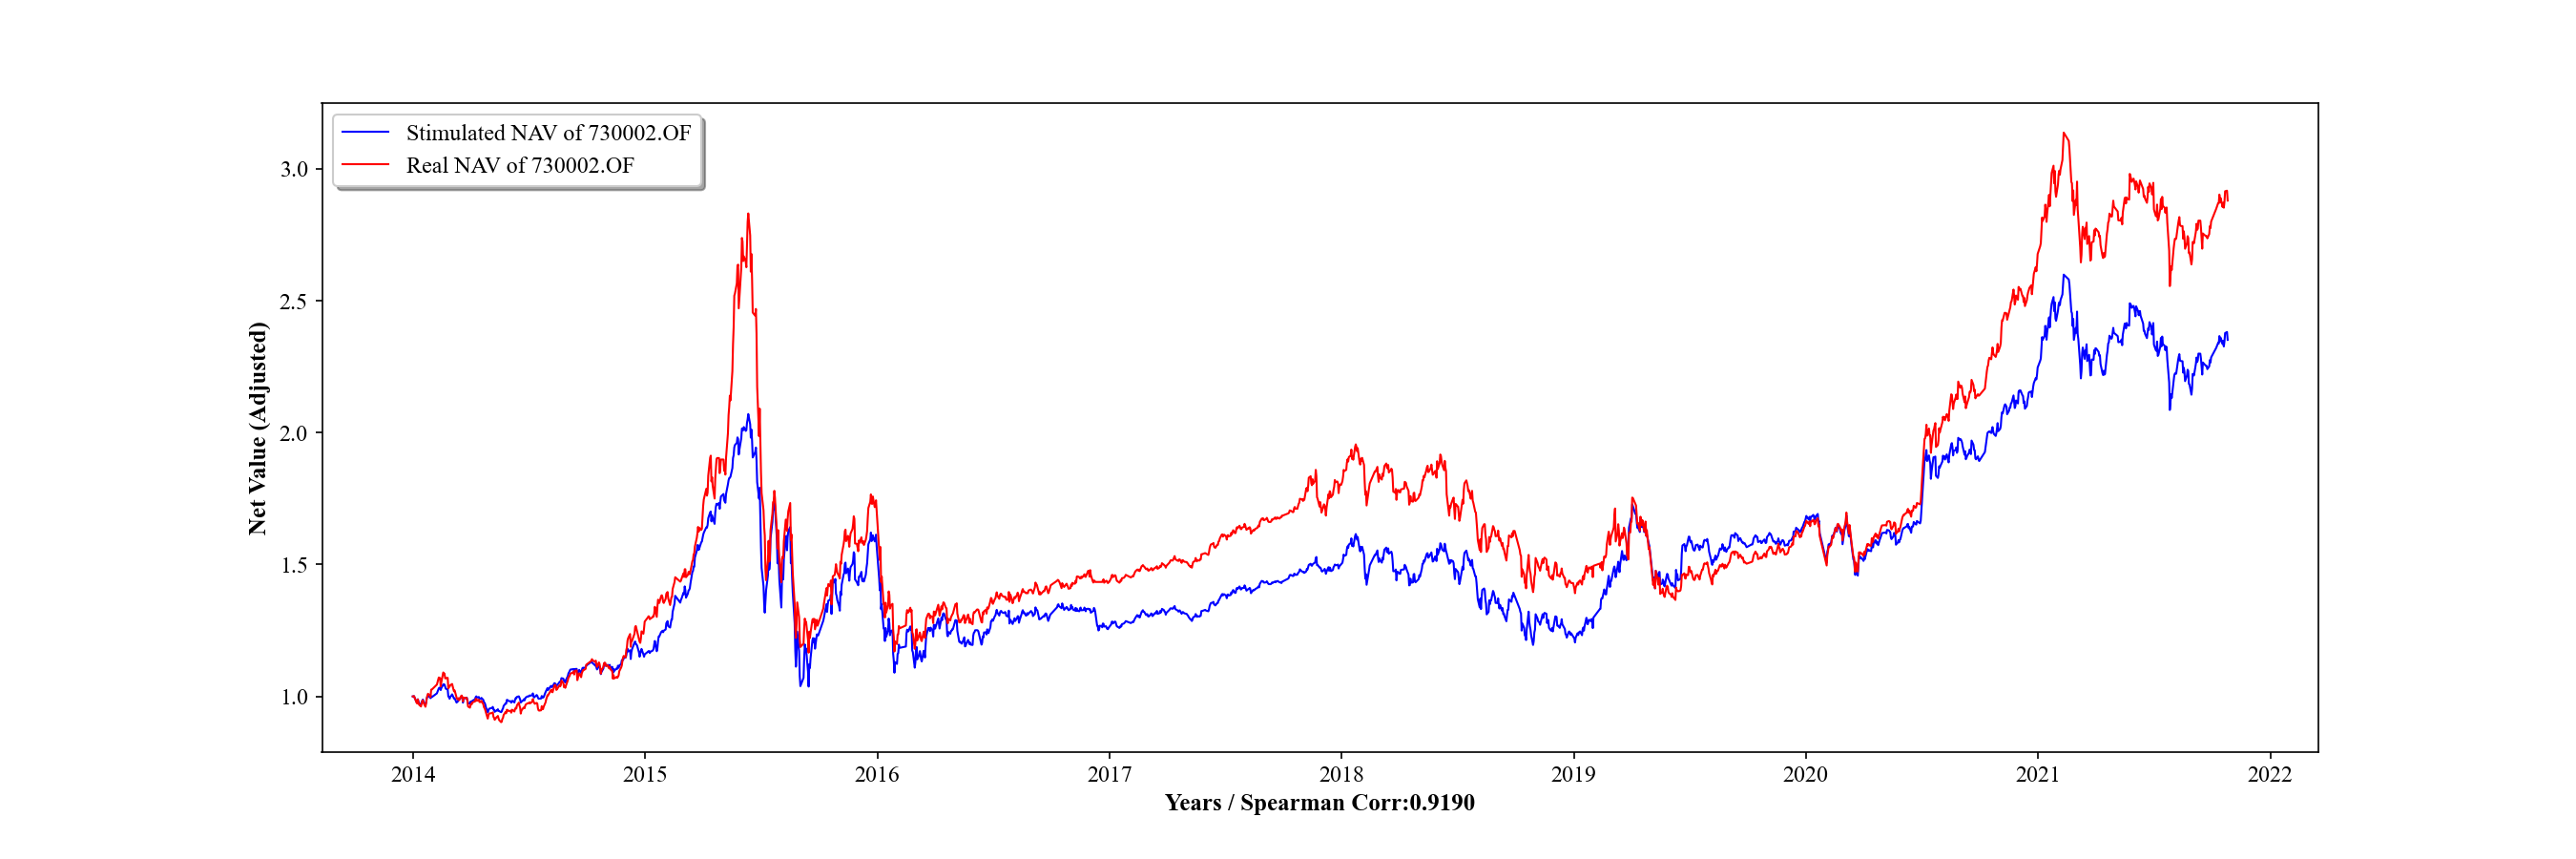 Stimulated NAV of 730002.OF
Real NAV of 730002.OF
Net Value (Adjusted)
3.0
2.5
2.0
1.5
1.0
2014 2015 2016 2017 2018 2019 2020 2021 2022
Years / Spearman Corr:0.9190